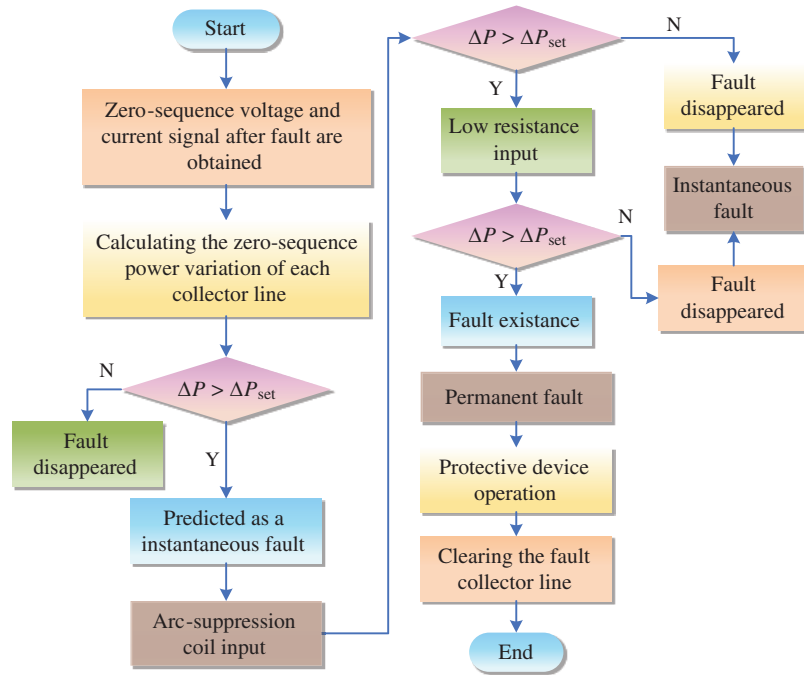 Start
Zero-sequence voltage and
current signal after fault are
obtained
Calculating the zero-sequence
power variation of each
collector line
N
ΔP > ΔPset
Fault
disappeared
Y
Predicted as a
instantaneous fault
Arc-suppression
coil input
ΔP > ΔPset
N
Y
Fault
disappeared
Low resistance
input
Instantaneous
fault
ΔP > ΔPset
N
Y
Fault
disappeared
Fault existance
Permanent fault
Protective device
operation
Clearing the fault
collector line
End